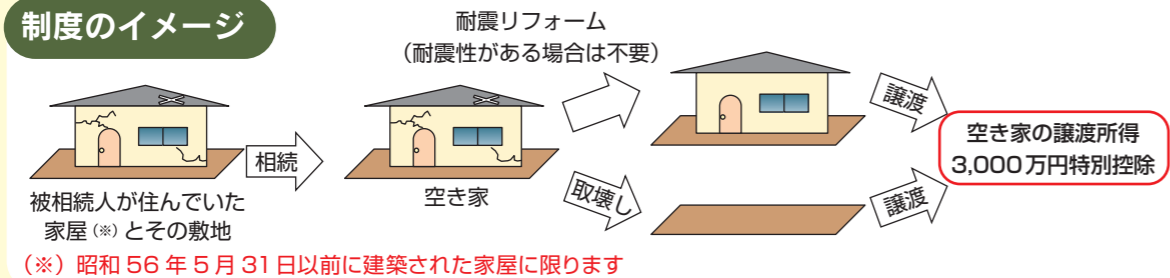 制度のイメージ
耐震リフォーム
（耐震性がある場合は不要）
相続
譲渡
被相続人が住んでいた
家屋（※）とその敷地
空き家
取壊し
譲渡
空き家の譲渡所得
3,000万円特別控除
（※）昭和56年5月31日以前に建築された家屋に限ります